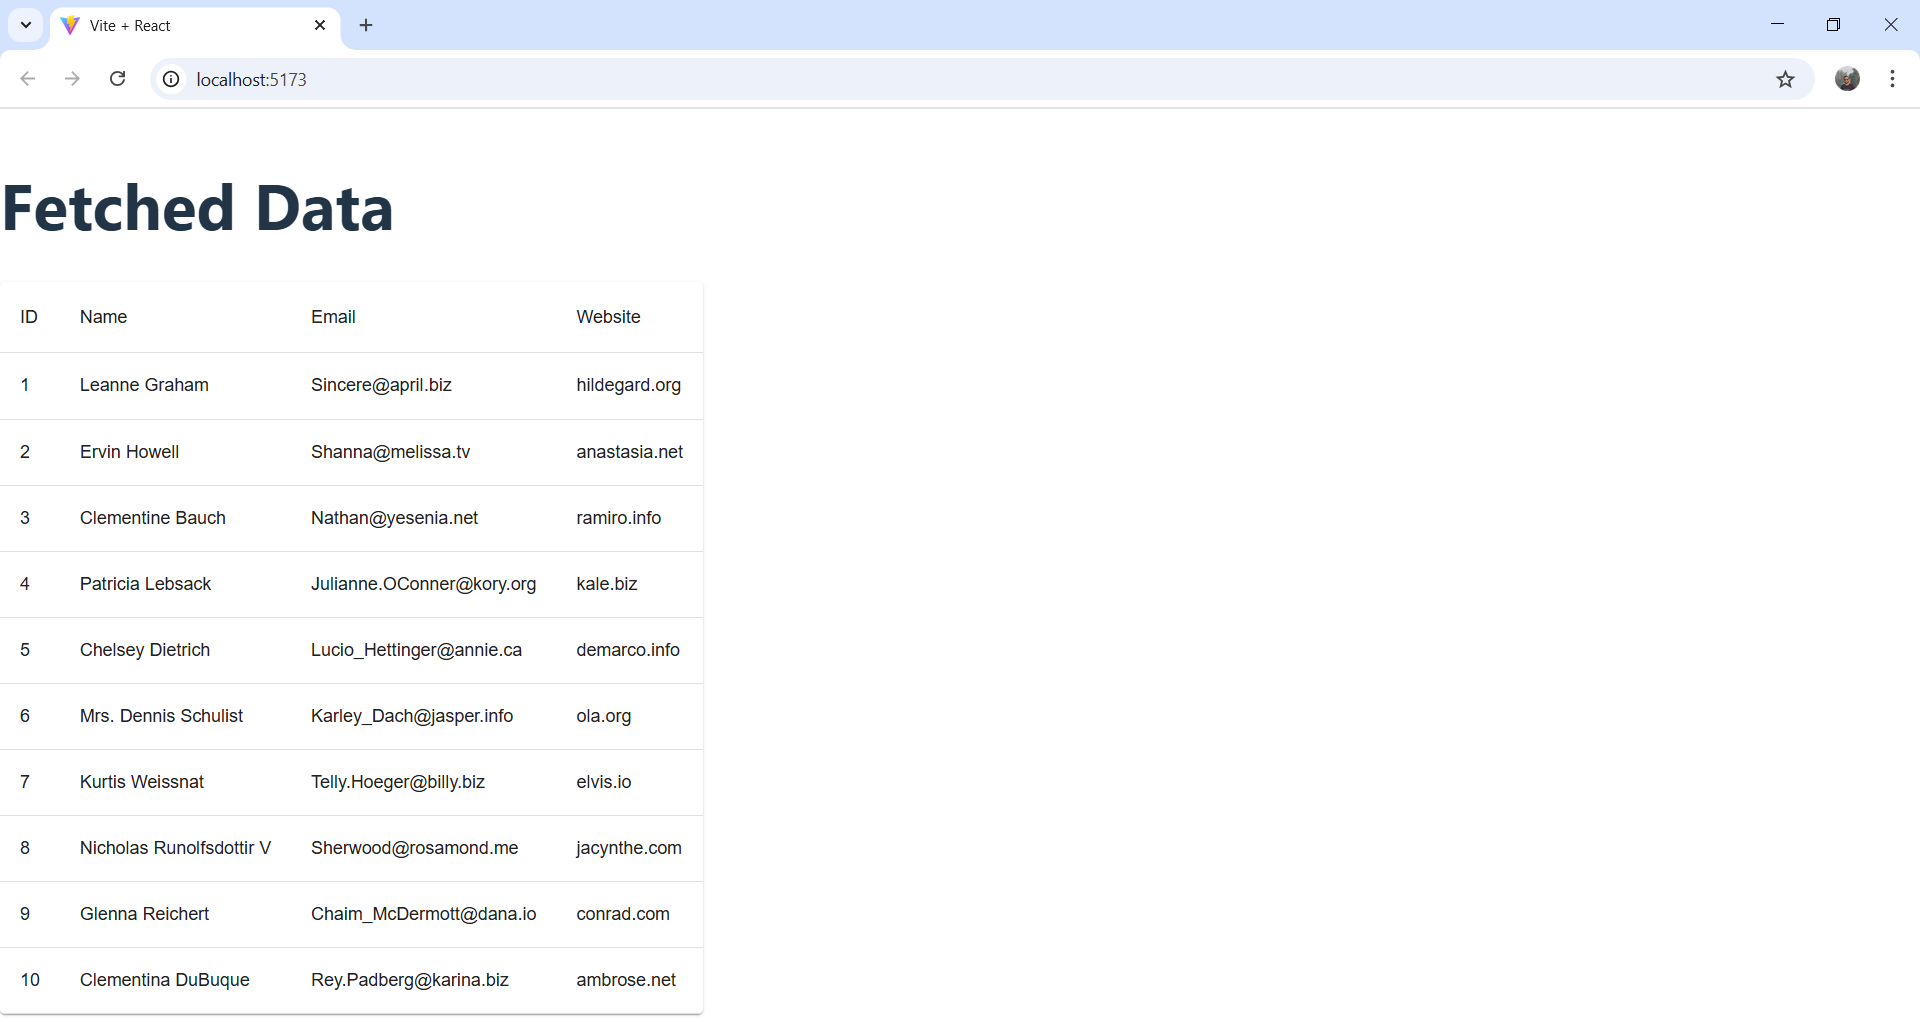 Vite + React
localhost:5173
Fetched Data
ID Name Email Website
1 Leanne Graham Sincere@april.biz hildegard.org
2 Ervin Howell Shanna@melissa.tv anastasia.net
3 Clementine Bauch Nathan@yesenia.net ramiro.info
4 Patricia Lebsack Julianne.OConner@kory.org kale.biz
5 Chelsey Dietrich Lucio_Hettinger@annie.ca demarco.info
6 Mrs. Dennis Schulist Karley_Dach@jasper.info ola.org
7 Kurtis Weissnat Telly.Hoeger@billy.biz elvis.io
8 Nicholas Runolfsdottir V Sherwood@rosamond.me jacynthe.com
9 Glenna Reichert Chaim_McDermott@dana.io conrad.com
10 Clementina DuBuque Rey.Padberg@karina.biz ambrose.net